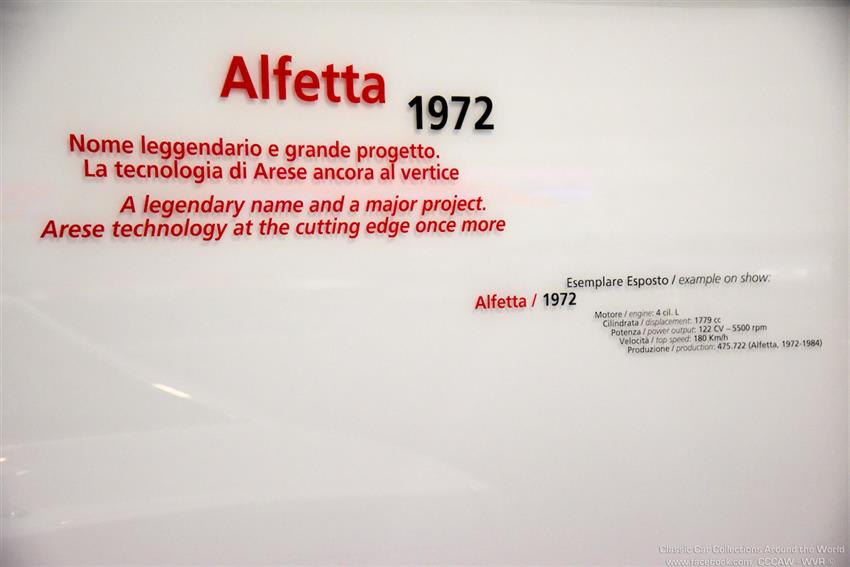 Alfetta
1972
Nome leggendario e grande progetto.
La tecnologia di Arese ancora al vertice
A legendary name and a major project.
Arese technology at the cutting edge once more
Esemplare Esposto / example on show:
Alfetta / 1972
Motore / engine: 4 cil. L
Cilindrata / displacement: 1779 cc
Potenza / power output: 122 CV – 5500 rpm
Velocità / top speed: 180 Km/h
Produzione / production: 475.722 (Alfetta, 1972-1984)
Classic Car Collections Around the World
www.facebook.com/CCCAW_WVR ©